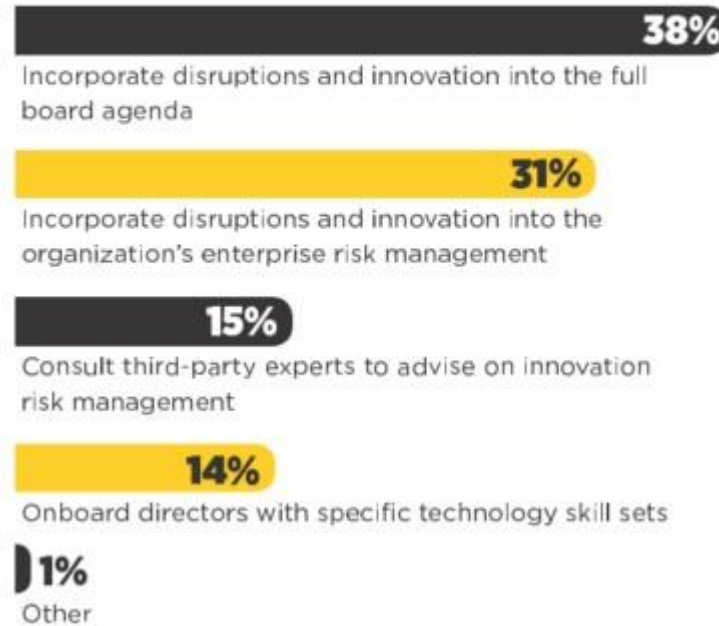 38%
Incorporate disruptions and innovation into the full
board agenda
31%
Incorporate disruptions and innovation into the
organization's enterprise risk management
15%
Consult third-party experts to advise on innovation
risk management
14%
Onboard directors with specific technology skill sets
1%
Other